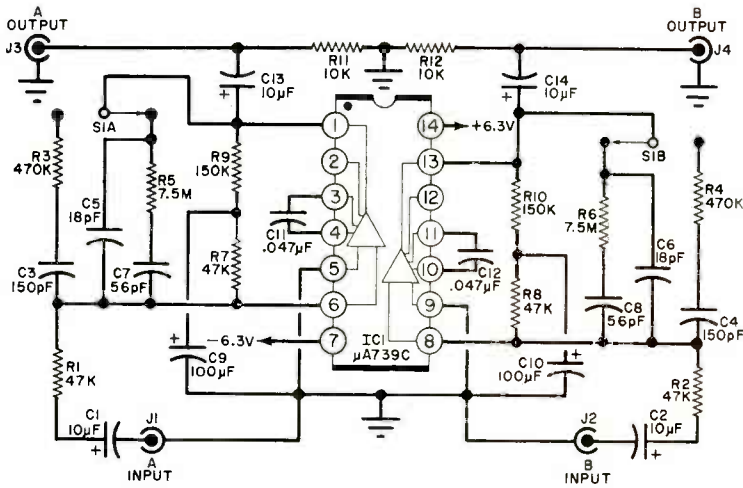 A
OUTPUT
J3
B
OUTPUT
J4
R11
10K
R12
10K
C13
10µF
+
C14
10µF
+
S1A
S1B
1
2
3
4
5
6
7
14
13
12
11
10
9
8
+6.3V
-6.3V
IC1
µA739C
R3
470K
C5
18pF
R5
7.5M
R9
150K
C11
.047µF
R7
47K
C3
150pF
C7
56pF
+
C9
100µF
R1
47K
C1
10µF
+
J1
A
INPUT
R10
150K
C12
.047µF
R8
47K
C10
100µF
+
R6
7.5M
C6
18pF
C8
56pF
R4
470K
C4
150pF
R2
47K
J2
B
INPUT
C2
10µF
+